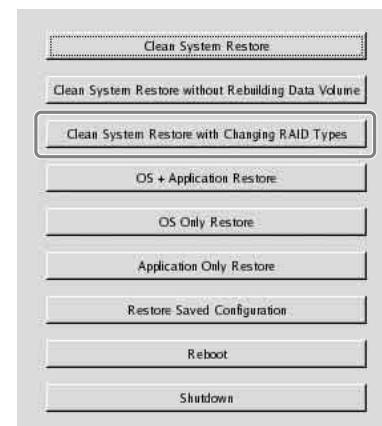 Clean System Restore
Clean System Restore without Rebuilding Data Volume
Clean System Restore with Changing RAID Types
OS + Application Restore
OS Only Restore
Application Only Restore
Restore Saved Configuration
Reboot
Shutdown